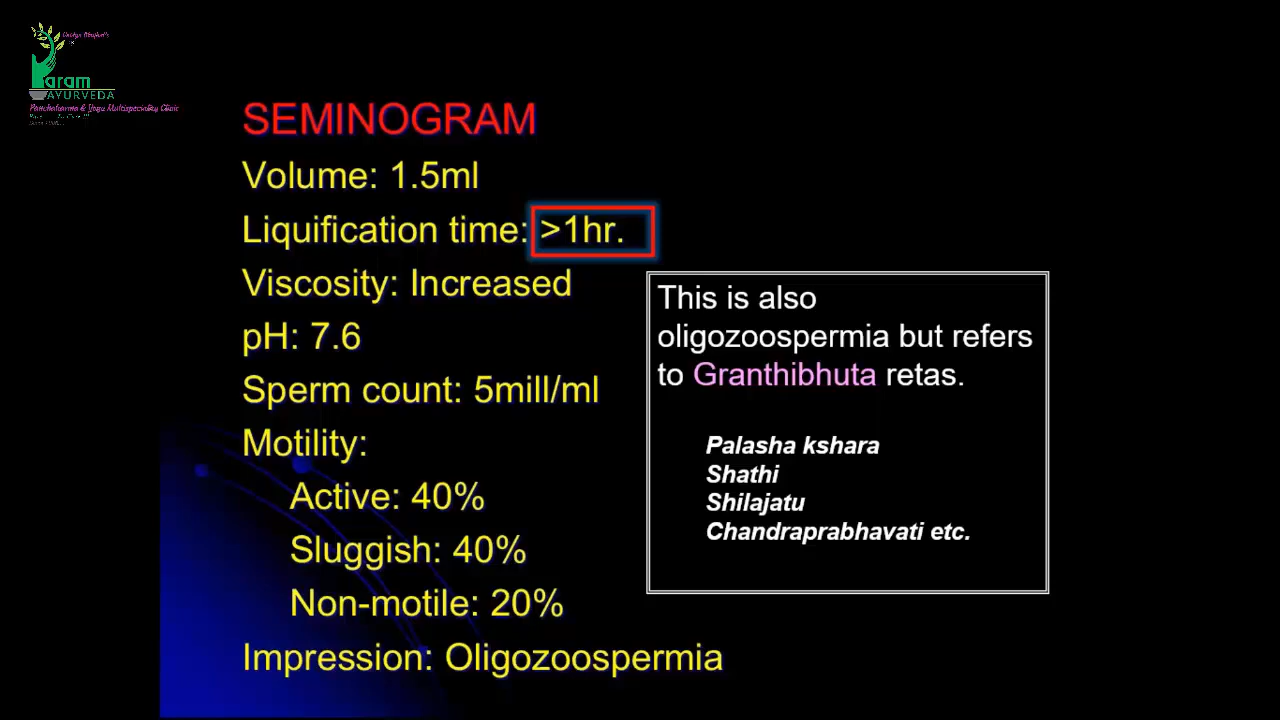 aram
AYURVEDA
Panchakarma & Yoga Multispeciality Clinic
SEMINOGRAM
Volume: 1.5ml
Liquification time: >1hr.
Viscosity: Increased
pH: 7.6
Sperm count: 5mill/ml
Motility:
Active: 40%
Sluggish: 40%
Non-motile: 20%
Impression: Oligozoospermia
This is also
oligozoospermia but refers
to Granthibhuta retas.
Palasha kshara
Shathi
Shilajatu
Chandraprabhavati etc.